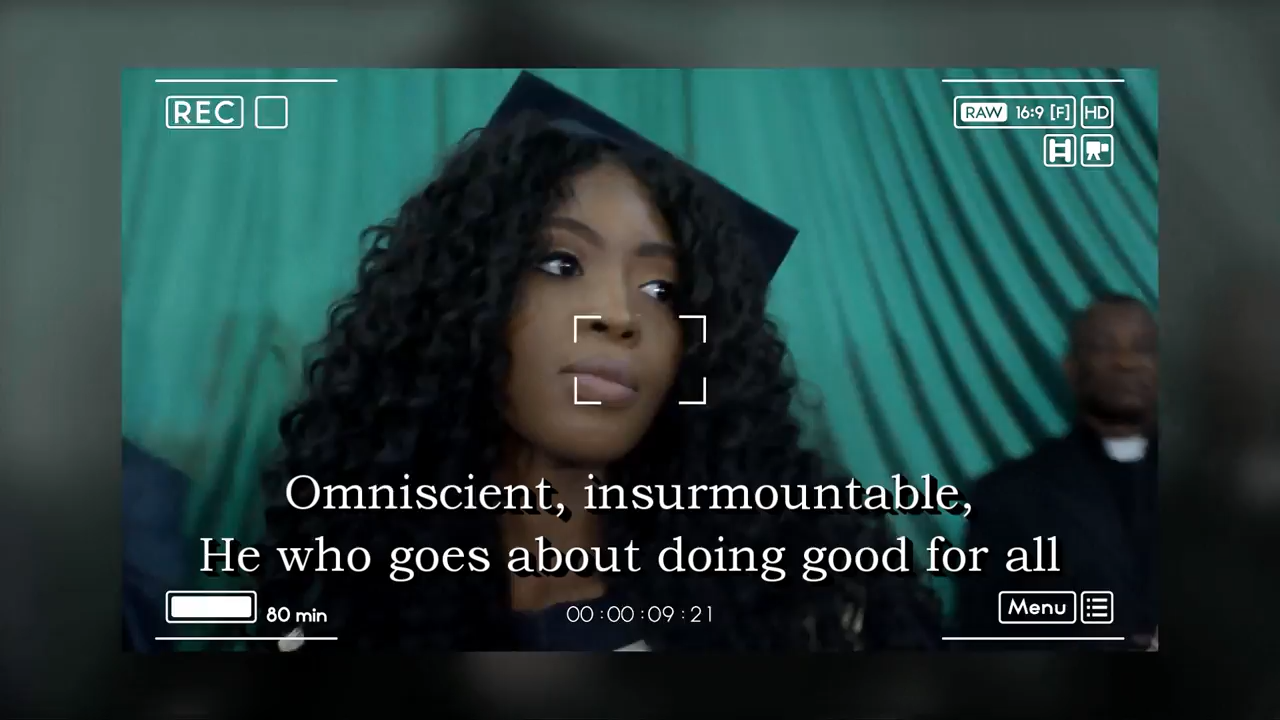 REC
RAW 16:9 [F] HD
Omniscient, insurmountable,
He who goes about doing good for all
80 min
00:00:09:21
Menu